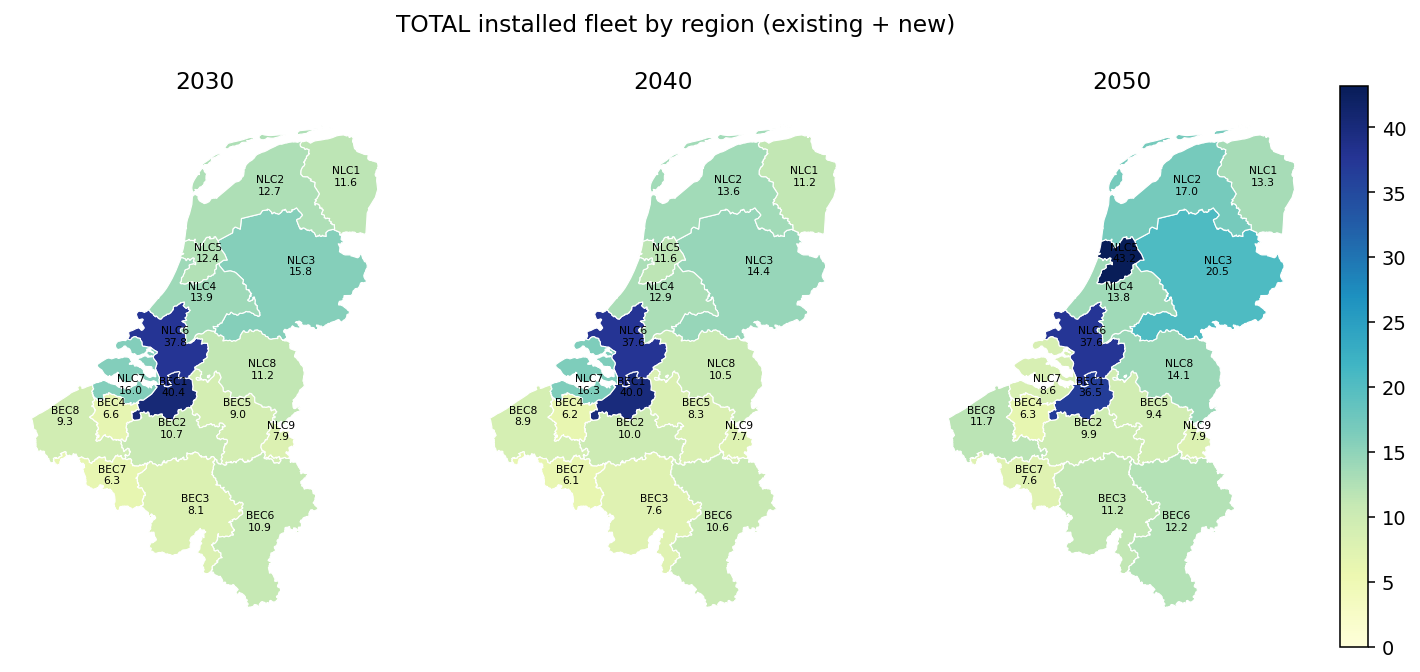 TOTAL installed fleet by region (existing + new)
2030
NLC1
11.6
NLC2
12.7
NLC5
12.4
NLC3
15.8
NLC4
13.9
NLC6
37.8
NLC8
11.2
NLC7
16.0
BEC1
40.4
BEC8
9.3
BEC4
6.6
BEC5
9.0
BEC2
10.7
NLC9
7.9
BEC7
6.3
BEC3
8.1
BEC6
10.9
2040
NLC1
11.2
NLC2
13.6
NLC5
11.6
NLC3
14.4
NLC4
12.9
NLC6
37.6
NLC8
10.5
NLC7
16.3
BEC1
40.0
BEC8
8.9
BEC4
6.2
BEC5
8.3
BEC2
10.0
NLC9
7.7
BEC7
6.1
BEC3
7.6
BEC6
10.6
2050
NLC1
13.3
NLC2
17.0
NLC5
NLC3
20.5
NLC4
13.8
NLC6
37.6
NLC8
14.1
NLC7
8.6
BEC1
36.5
BEC8
11.7
BEC4
6.3
BEC5
9.4
BEC2
9.9
NLC9
7.9
BEC7
7.6
BEC3
11.2
BEC6
12.2
40
35
30
25
20
15
10
5
0